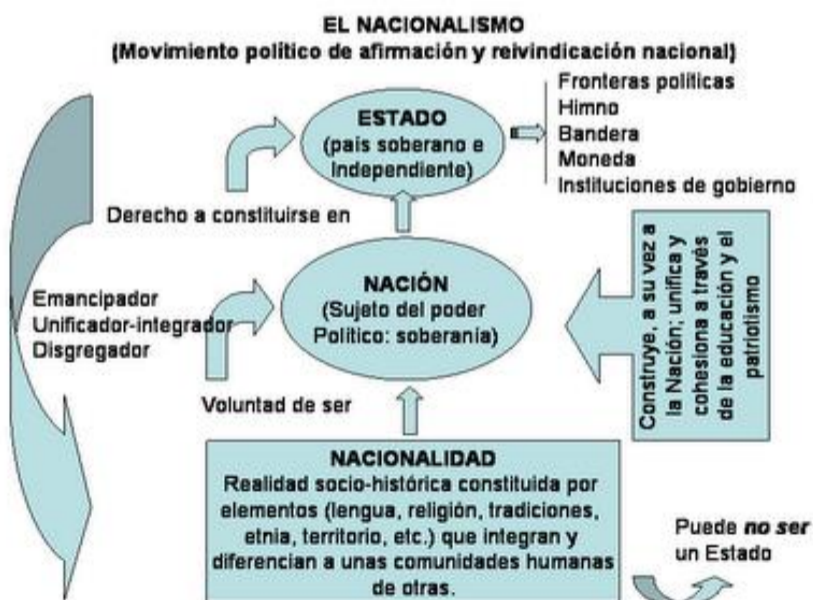 EL NACIONALISMO
(Movimiento político de afirmación y reivindicación nacional)
ESTADO
(país soberano e
Independiente)
Fronteras políticas
Himno
Bandera
Moneda
Instituciones de gobierno
Derecho a constituirse en
Emancipador
Unificador-integrador
Disgregador
NACIÓN
(Sujeto del poder
Político: soberanía)
Construye, a su vez a
la Nación; unifica y
cohesiona a través
de la educación y el
patriotismo
Voluntad de ser
NACIONALIDAD
Realidad socio-histórica constituida por
elementos (lengua, religión, tradiciones,
etnia, territorio, etc.) que integran y
diferencian a unas comunidades humanas
de otras.
Puede no ser
un Estado